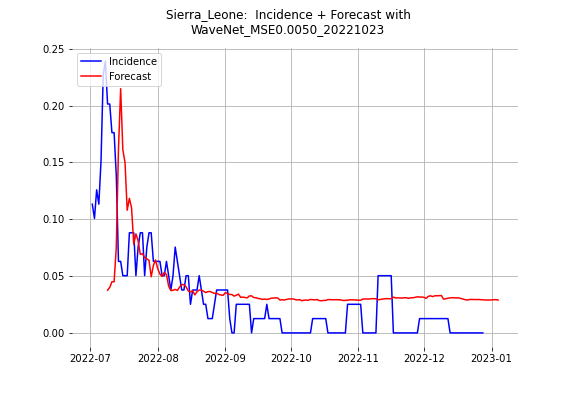 Sierra_Leone:  Incidence + Forecast with
WaveNet_MSE0.0050_20221023
Incidence
Forecast
0.25
0.20
0.15
0.10
0.05
0.00
2022-07 2022-08 2022-09 2022-10 2022-11 2022-12 2023-01